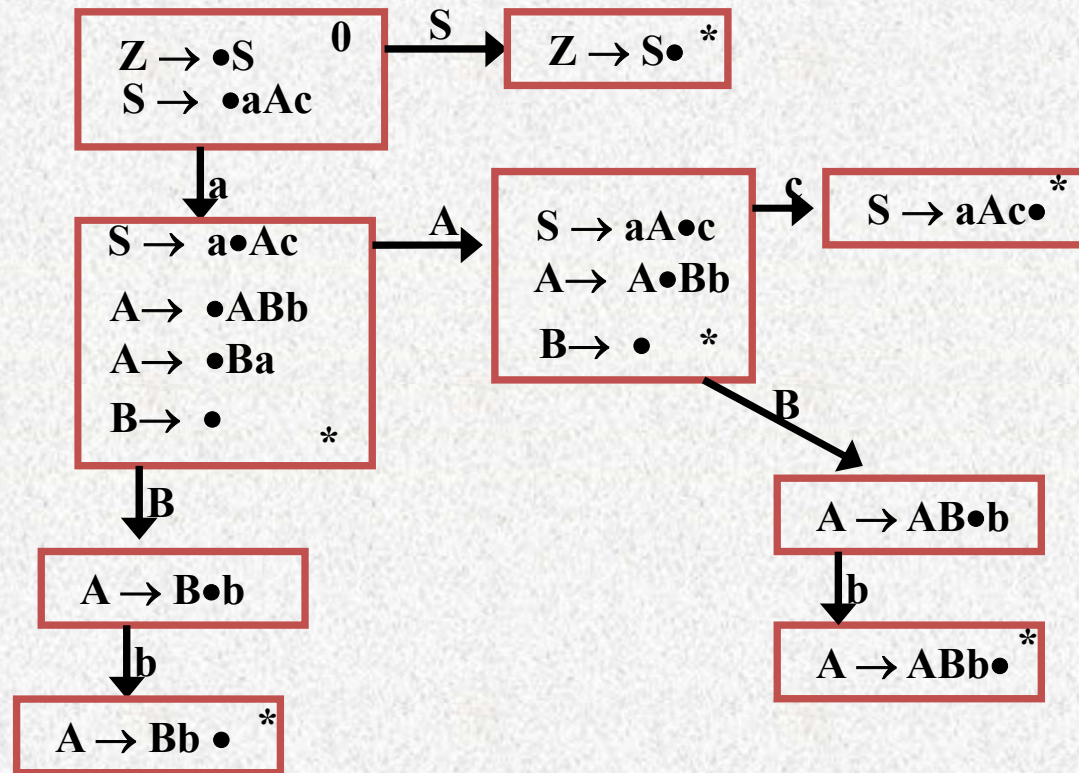 Z → •S 0
S → •aAc
S
Z → S• *
a
S → a•Ac
A→ •ABb
A→ •Ba
B→ •
*
A
S → aA•c
A→ A•Bb
B→ • *
c
S → aAc• *
B
A → B•b
b
A → Bb • *
B
A → AB•b
b
A → ABb• *